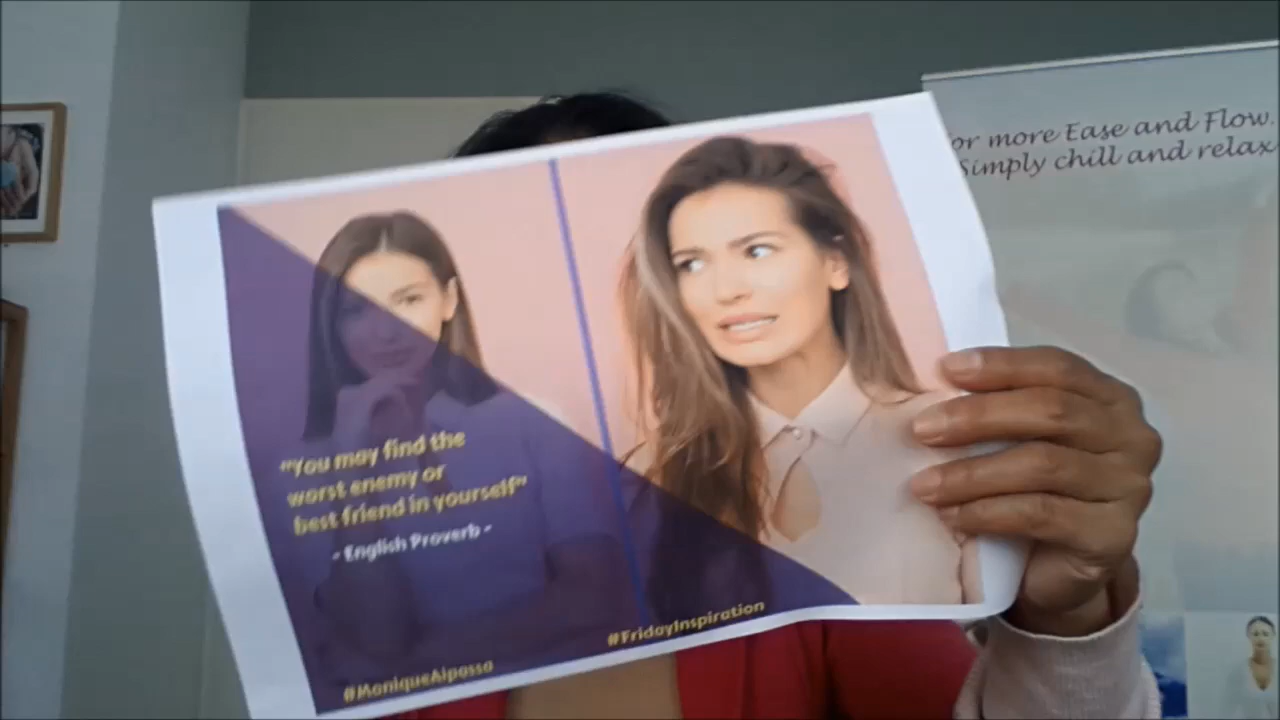 "You may find the
worst enemy or
best friend in yourself"
- English Proverb -
#FridayInspiration
#MoniqueAipassa
or more Ease and Flow.
Simply chill and relax